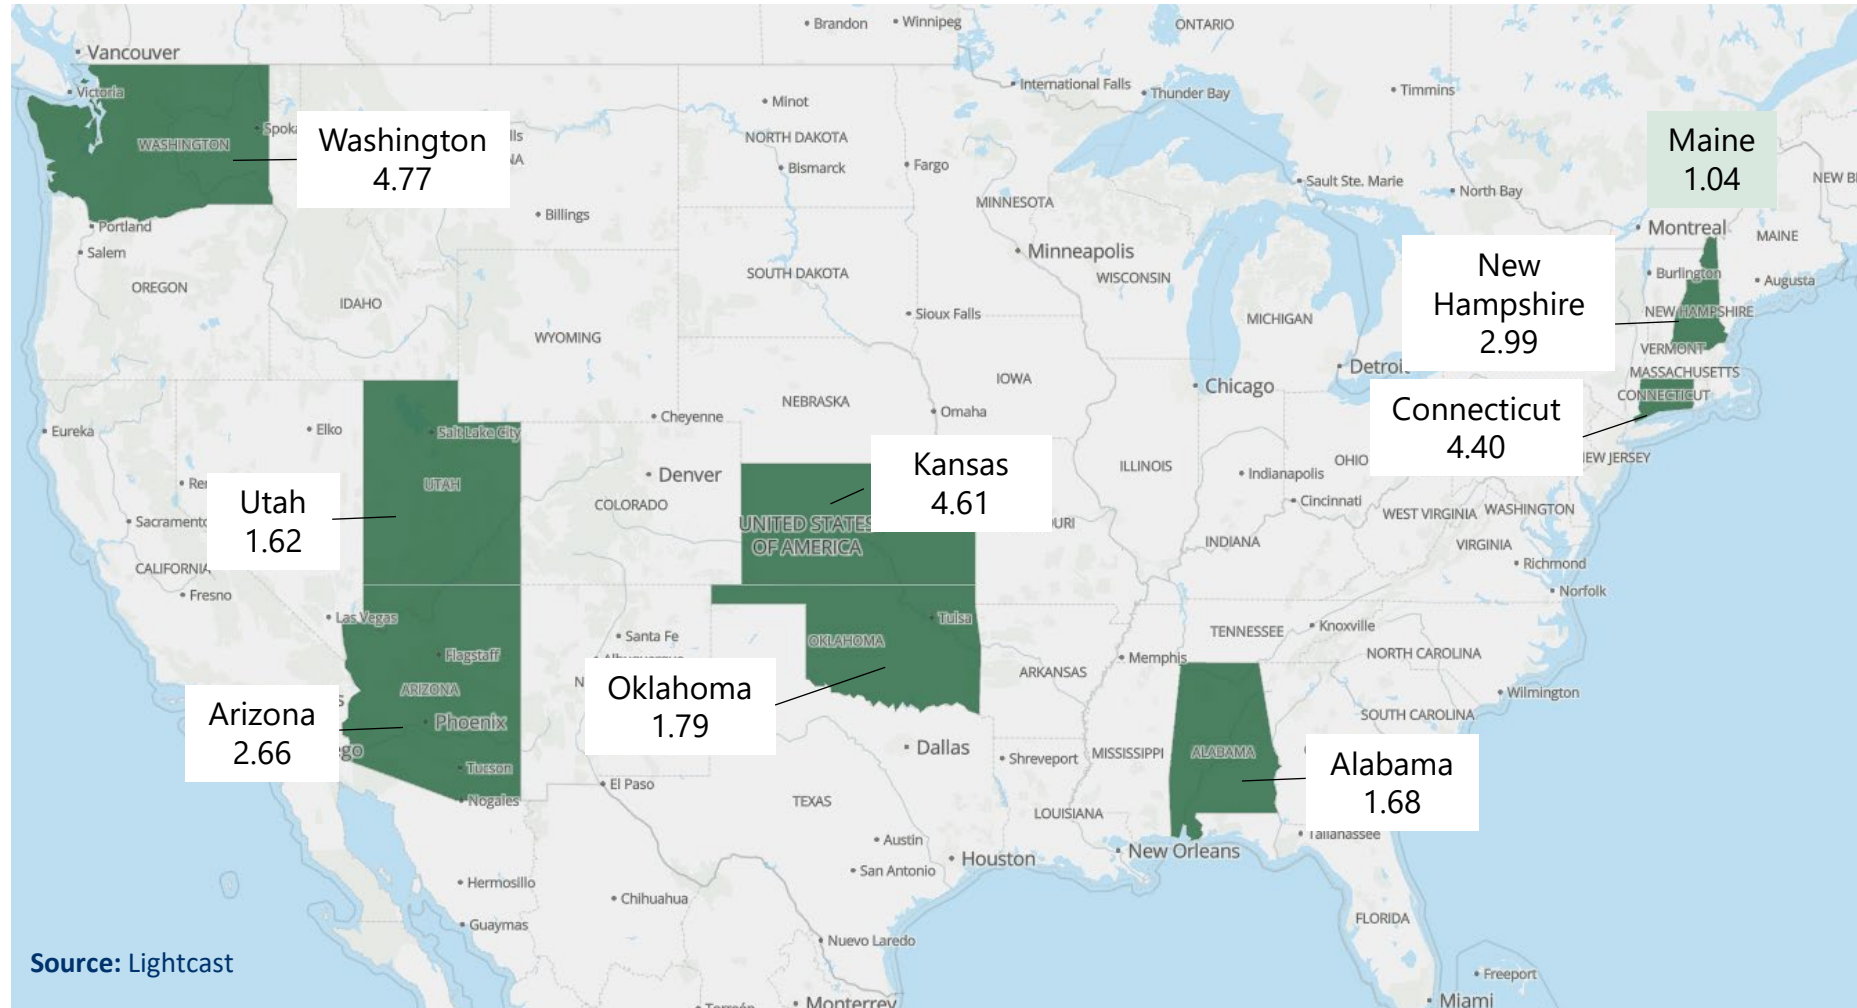 Brandon
Winnipeg
ONTARIO
Vancouver
Victoria
International Falls
Thunder Bay
Timmins
Minot
Washington
4.77
WASHINGTON
NORTH DAKOTA
Bismarck
Fargo
Maine
1.04
Sault Ste. Marie
North Bay
MINNESOTA
Billings
Portland
Salem
Minneapolis
WISCONSIN
Montreal
MAINE
New
Hampshire
2.99
Burlington
Augusta
NEW HAMPSHIRE
VERMONT
MASSACHUSETTS
CONNECTICUT
OREGON
IDAHO
SOUTH DAKOTA
Sioux Falls
MICHIGAN
WYOMING
Detroit
Chicago
IOWA
NEBRASKA
Omaha
Cheyenne
Connecticut
4.40
NEW JERSEY
Eureka
Elko
Salt Lake City
UTAH
Utah
1.62
Denver
COLORADO
Kansas
4.61
UNITED STATES
OF AMERICA
ILLINOIS
Indianapolis
OHIO
Cincinnati
WEST VIRGINIA
WASHINGTON
INDIANA
VIRGINIA
Richmond
Norfolk
Sacramento
CALIFORNIA
Fresno
Las Vegas
Flagstaff
ARIZONA
Phoenix
Tucson
Nogales
Arizona
2.66
Santa Fe
Albuquerque
Oklahoma
1.79
OKLAHOMA
Tulsa
ARKANSAS
Memphis
TENNESSEE
Knoxville
NORTH CAROLINA
Wilmington
SOUTH CAROLINA
El Paso
Dallas
TEXAS
Shreveport
MISSISSIPPI
ALABAMA
Alabama
1.68
LOUISIANA
Tallahassee
Austin
San Antonio
Houston
New Orleans
Hermosillo
Chihuahua
Guaymas
Nuevo Laredo
FLORIDA
Freeport
Miami
Torreón
Monterrey
Source: Lightcast